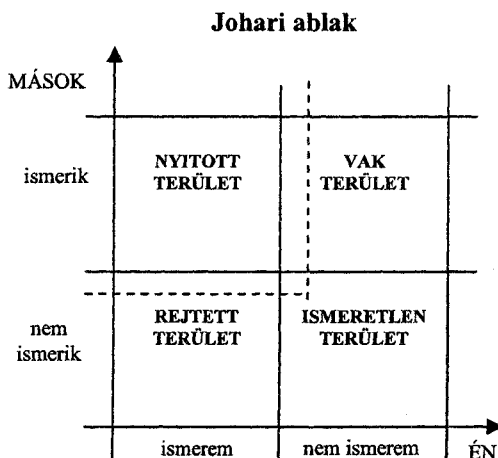 Johari ablak
MÁSOK
ismerik
NYITOTT
TERÜLET
VAK
TERÜLET
nem
ismerik
REJTETT
TERÜLET
ISMERETLEN
TERÜLET
ismerem
nem ismerem
ÉN